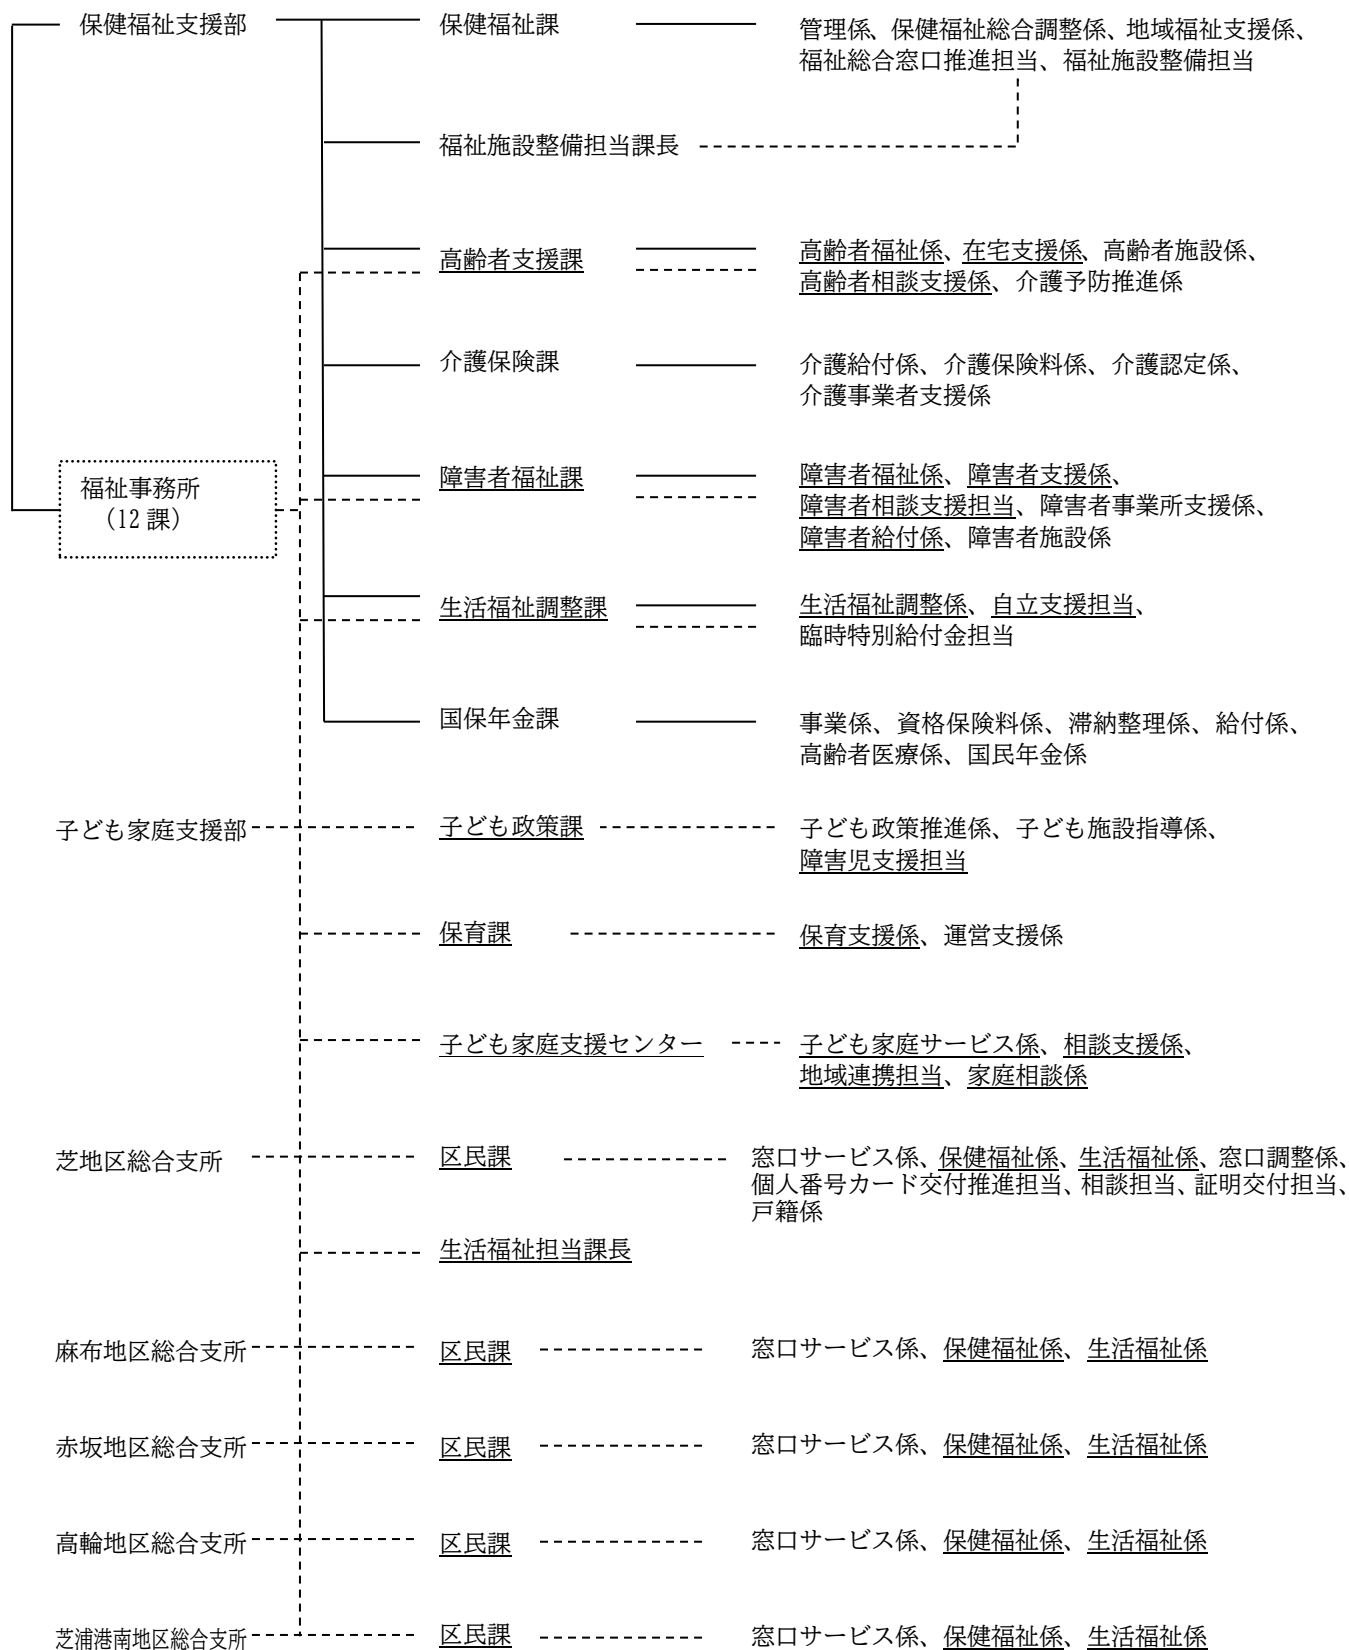 保健福祉支援部
保健福祉課
管理係、保健福祉総合調整係、地域福祉支援係、
福祉総合窓口推進担当、福祉施設整備担当
福祉施設整備担当課長
高齢者支援課
高齢者福祉係、在宅支援係、高齢者施設係、
高齢者相談支援係、介護予防推進係
介護保険課
介護給付係、介護保険料係、介護認定係、
介護事業者支援係
福祉事務所
（12 課）
障害者福祉課
障害者福祉係、障害者支援係、
障害者相談支援担当、障害者事業所支援係、
障害者給付係、障害者施設係
生活福祉調整課
生活福祉調整係、自立支援担当、
臨時特別給付金担当
国保年金課
事業係、資格保険料係、滞納整理係、給付係、
高齢者医療係、国民年金係
子ども家庭支援部
子ども政策課
子ども政策推進係、子ども施設指導係、
障害児支援担当
保育課
保育支援係、運営支援係
子ども家庭支援センター
子ども家庭サービス係、相談支援係、
地域連携担当、家庭相談係
芝地区総合支所
区民課
窓口サービス係、保健福祉係、生活福祉係、窓口調整係、
個人番号カード交付推進担当、相談担当、証明交付担当、
戸籍係
生活福祉担当課長
麻布地区総合支所
区民課
窓口サービス係、保健福祉係、生活福祉係
赤坂地区総合支所
区民課
窓口サービス係、保健福祉係、生活福祉係
高輪地区総合支所
区民課
窓口サービス係、保健福祉係、生活福祉係
芝浦港南地区総合支所
区民課
窓口サービス係、保健福祉係、生活福祉係